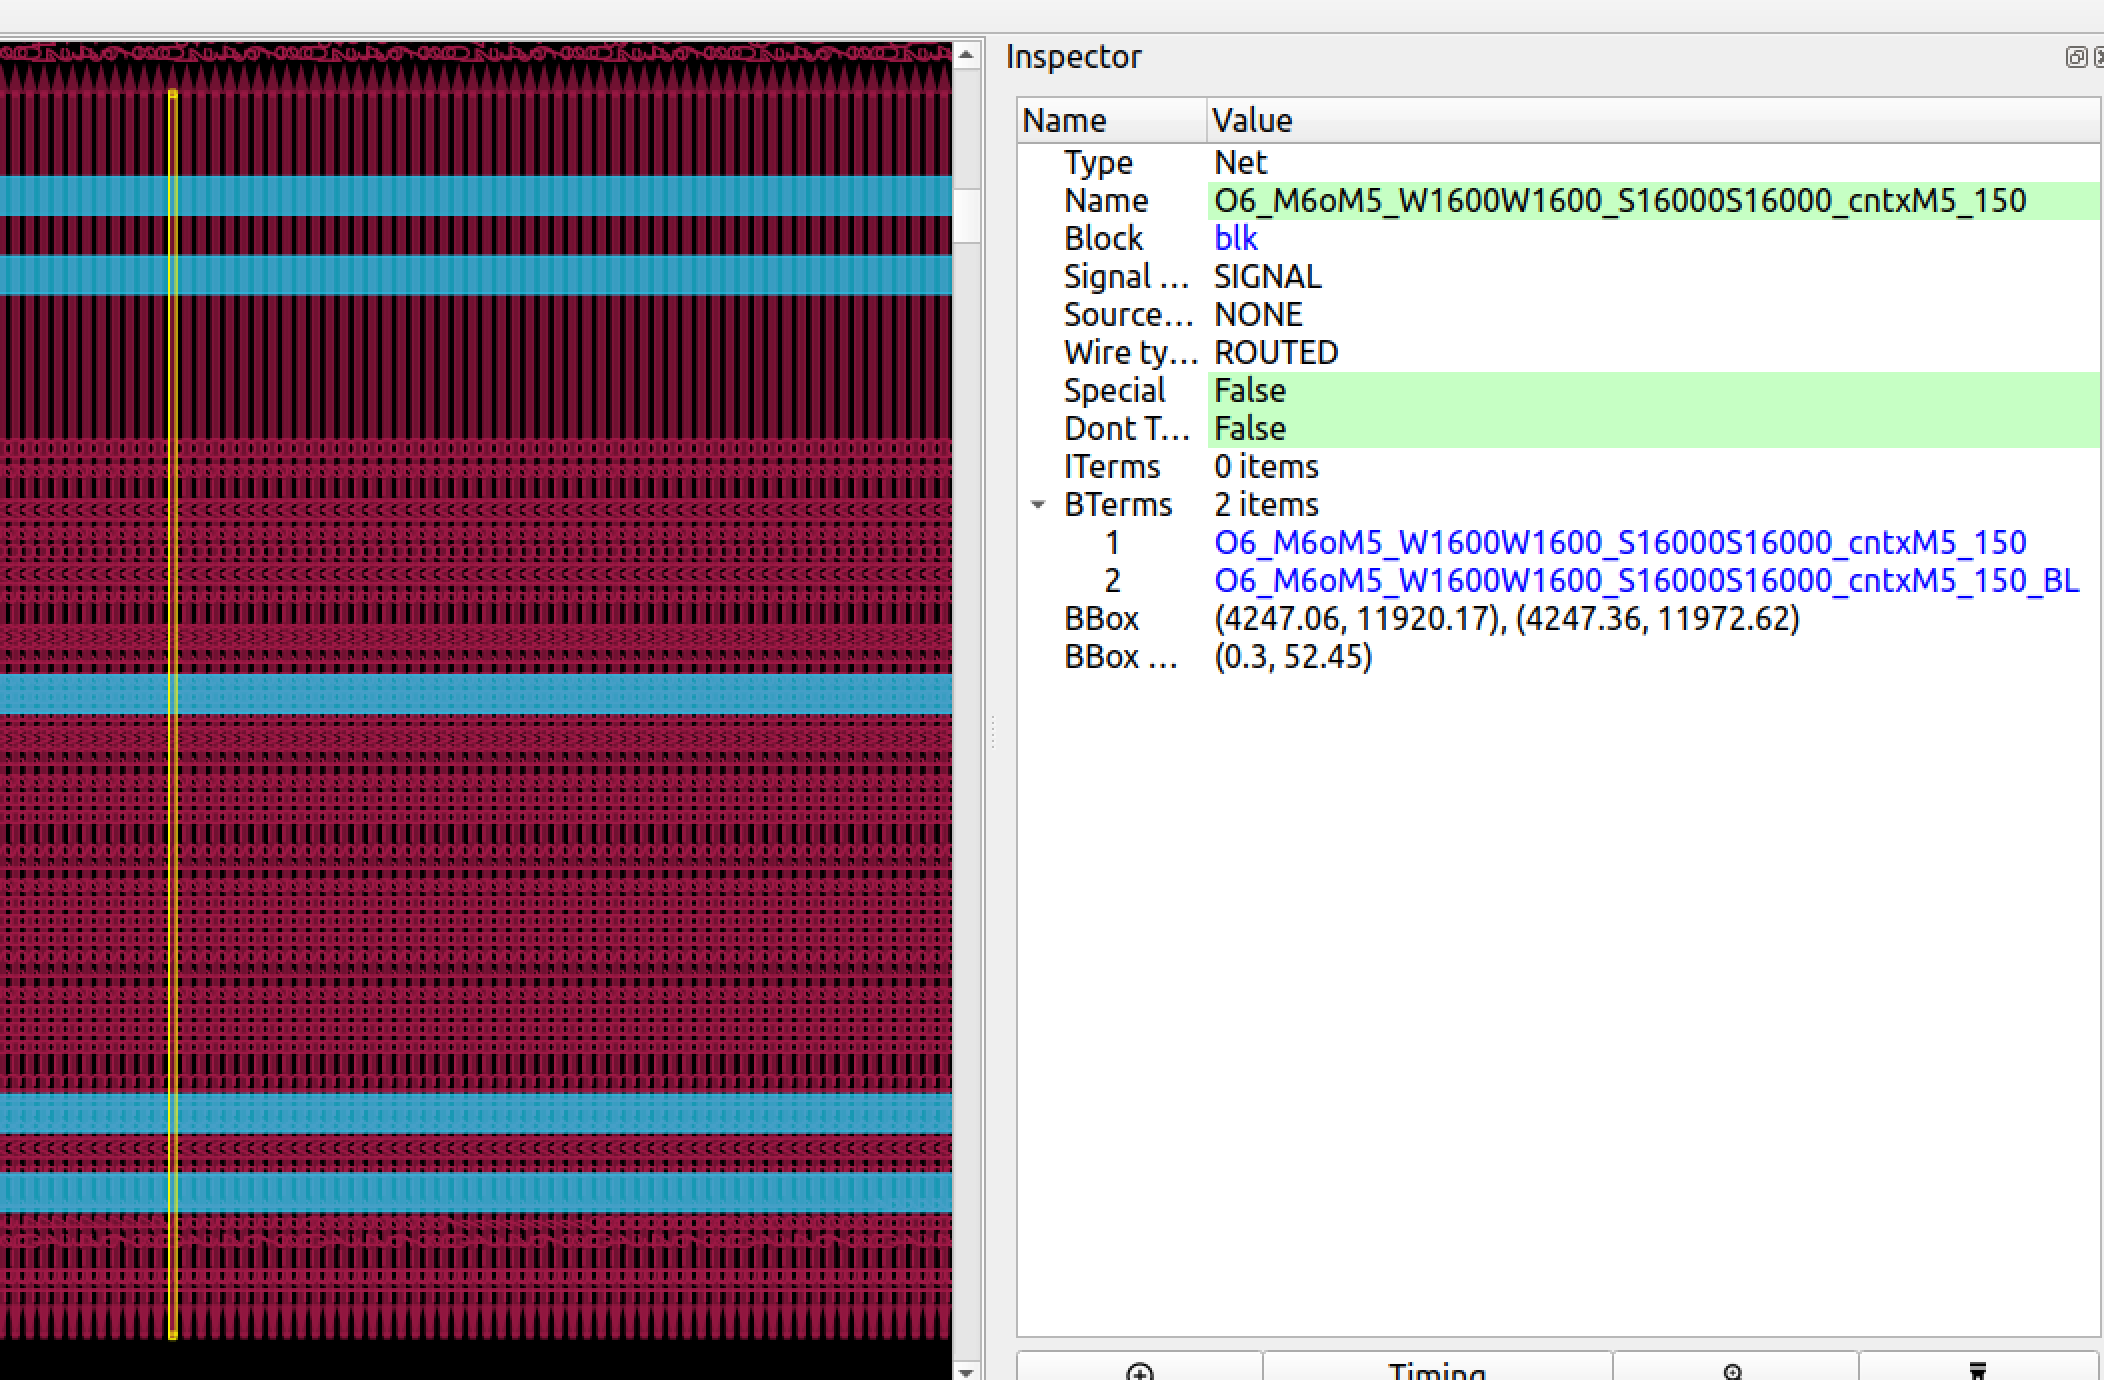 Inspector
Name Value
Type Net
Name O6_M6oM5_W1600W1600_S16000S16000_cntxM5_150
Block blk
Signal ... SIGNAL
Source... NONE
Wire ty... ROUTED
Special False
Dont T... False
ITerms 0 items
BTerms 2 items
1 O6_M6oM5_W1600W1600_S16000S16000_cntxM5_150
2 O6_M6oM5_W1600W1600_S16000S16000_cntxM5_150_BL
BBox (4247.06, 11920.17), (4247.36, 11972.62)
BBox ... (0.3, 52.45)
Timing